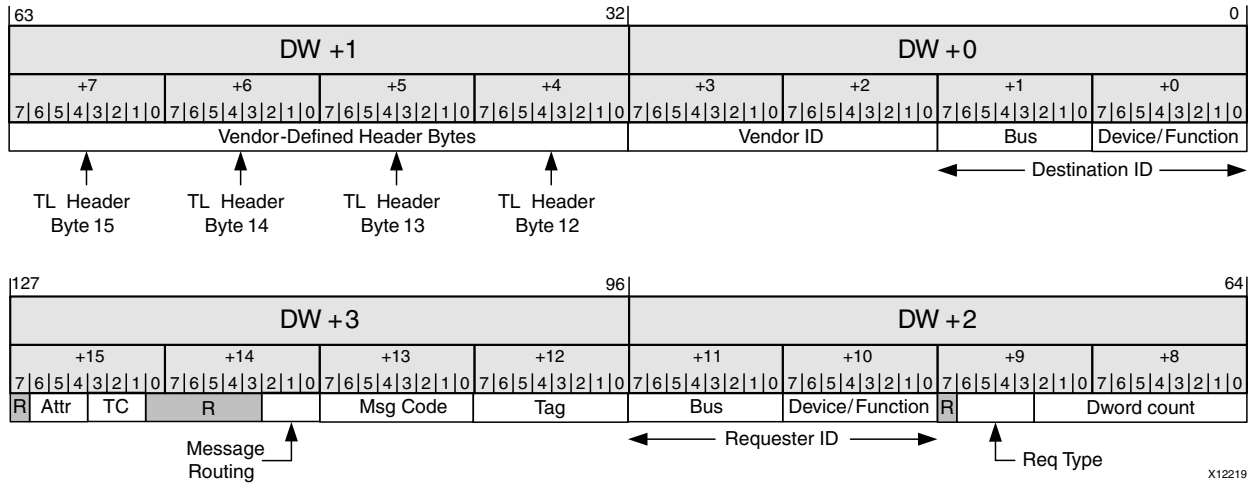 63 32 0
DW +1 DW +0
+7 +6 +5 +4 +3 +2 +1 +0
7 6 5 4 3 2 1 0 7 6 5 4 3 2 1 0 7 6 5 4 3 2 1 0 7 6 5 4 3 2 1 0 7 6 5 4 3 2 1 0 7 6 5 4 3 2 1 0 7 6 5 4 3 2 1 0 7 6 5 4 3 2 1 0
Vendor-Defined Header Bytes Vendor ID Bus Device/Function
Destination ID
TL Header TL Header TL Header TL Header
Byte 15 Byte 14 Byte 13 Byte 12
127 96 64
DW +3 DW +2
+15 +14 +13 +12 +11 +10 +9 +8
7 6 5 4 3 2 1 0 7 6 5 4 3 2 1 0 7 6 5 4 3 2 1 0 7 6 5 4 3 2 1 0 7 6 5 4 3 2 1 0 7 6 5 4 3 2 1 0 7 6 5 4 3 2 1 0 7 6 5 4 3 2 1 0
R Attr TC R Msg Code Tag Bus Device/Function R Dword count
Message Requester ID
Routing Req Type
X12219